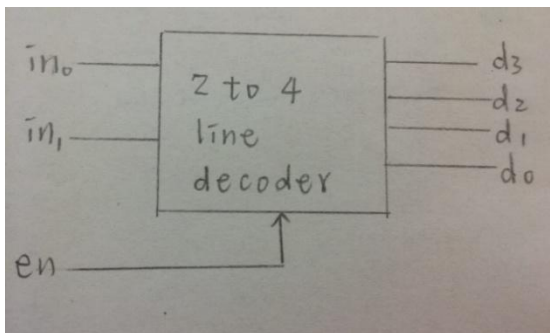 in₀
in₁
en
2 to 4
line
decoder
d3
d2
d1
d0